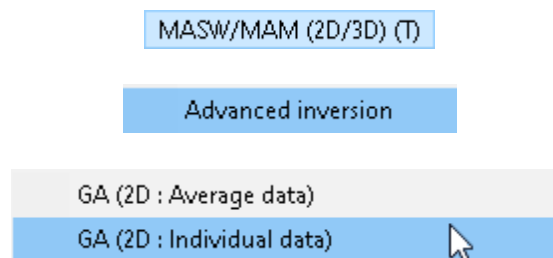 MASW/MAM (2D/3D) (T)
Advanced inversion
GA (2D : Average data)
GA (2D : Individual data)